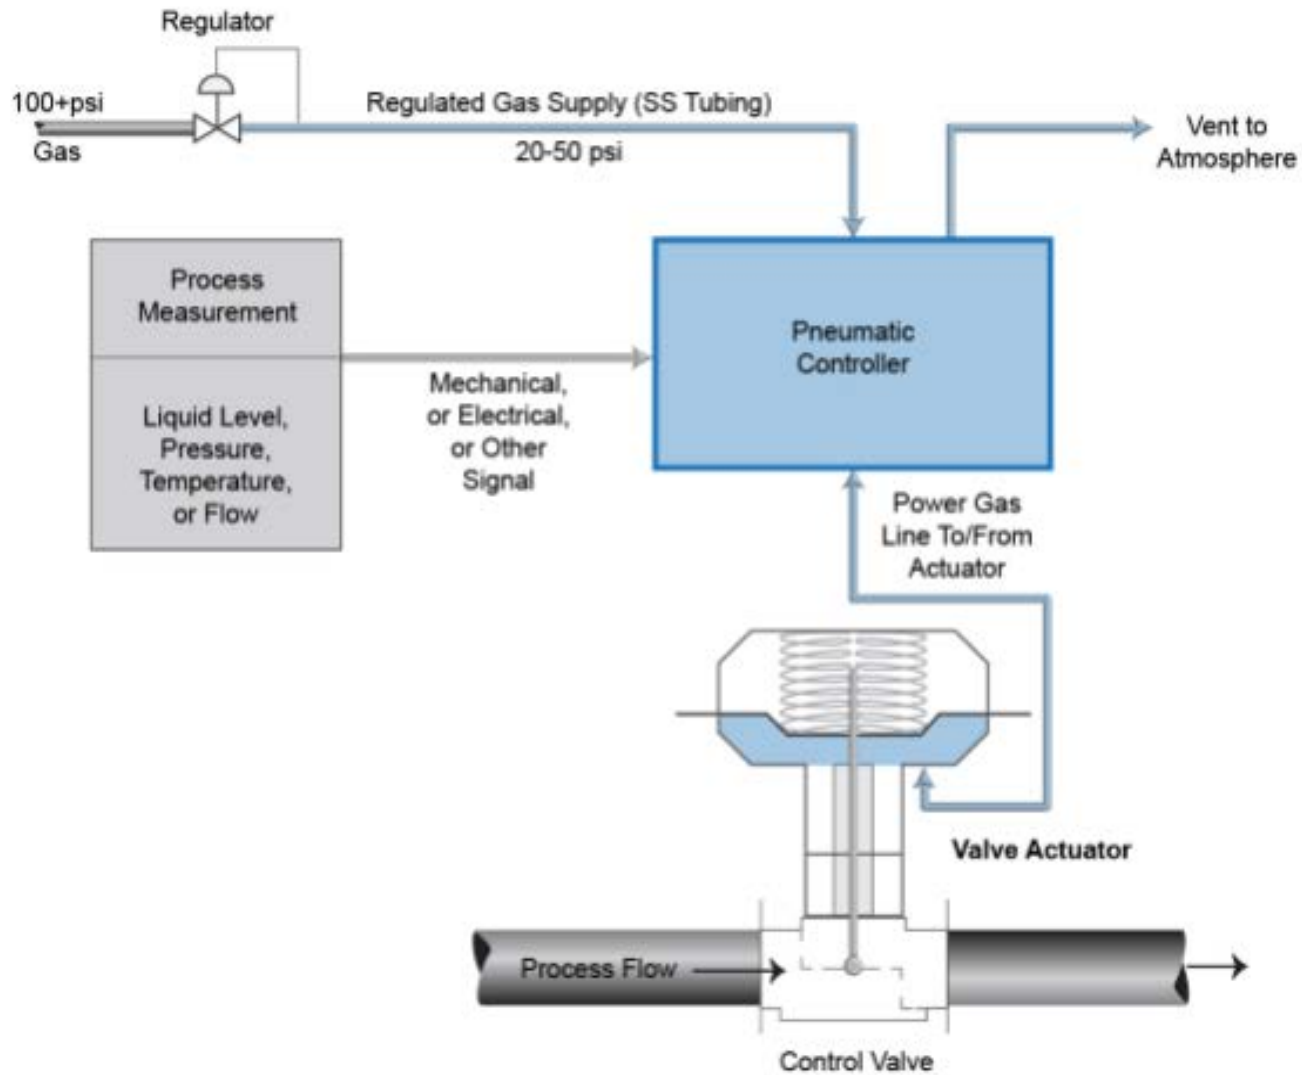 Regulator
100+psi
Gas
Regulated Gas Supply (SS Tubing)
20-50 psi
Vent to
Atmosphere
Process
Measurement
Liquid Level,
Pressure,
Temperature,
or Flow
Mechanical,
or Electrical,
or Other
Signal
Pneumatic
Controller
Power Gas
Line To/From
Actuator
Valve Actuator
Process Flow
Control Valve